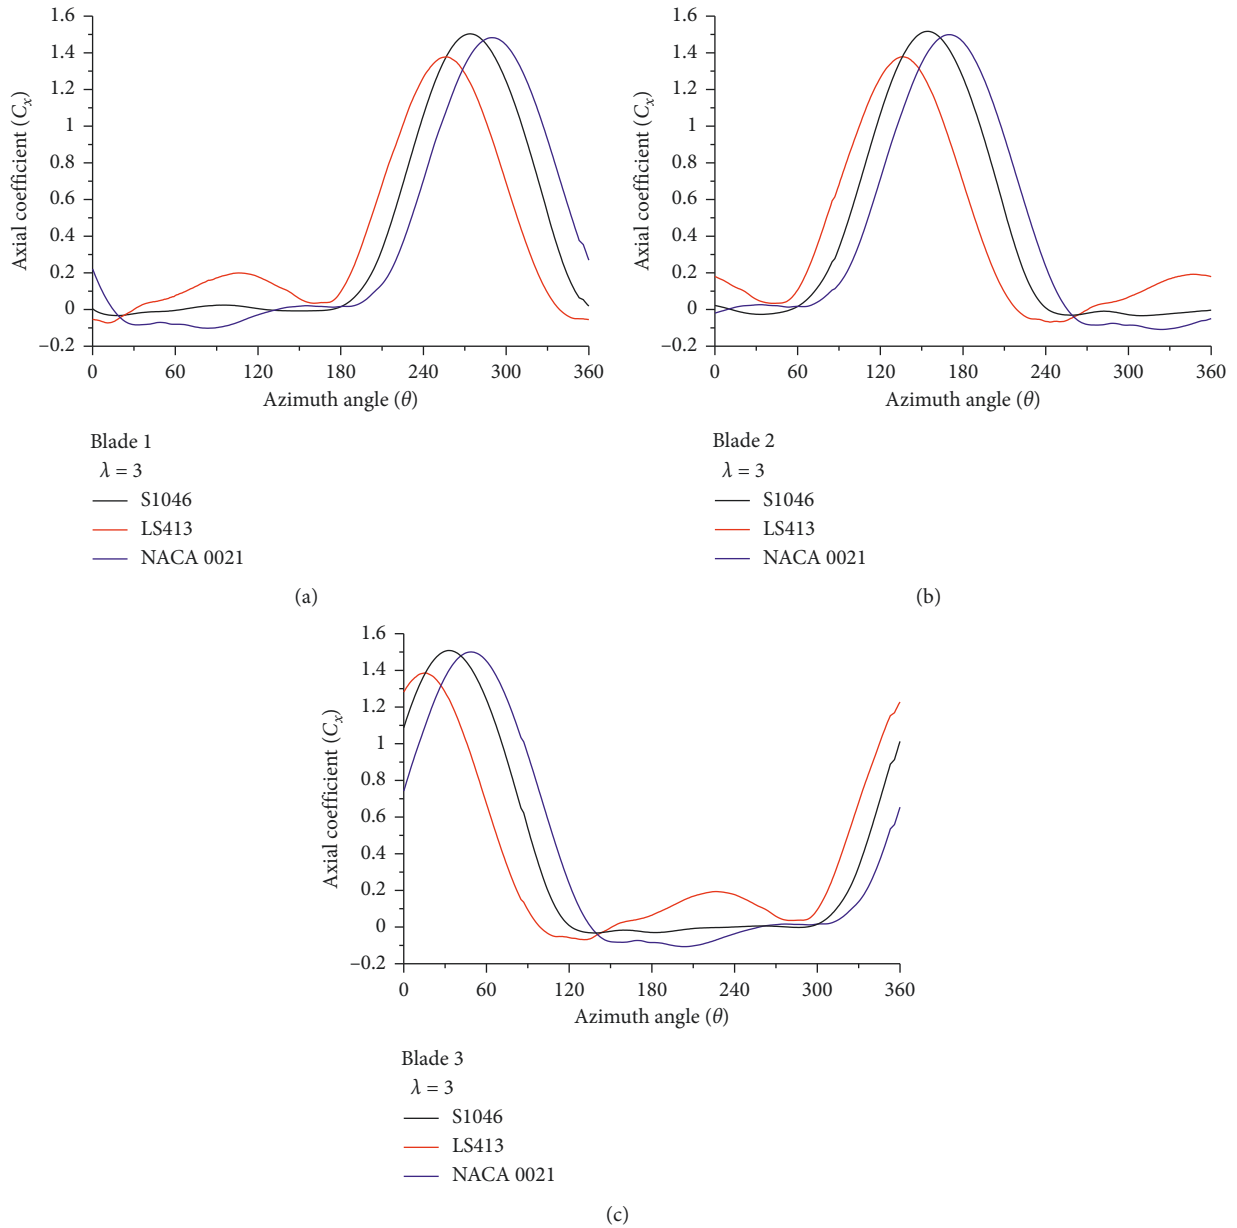 1.6
1.4
1.2
1
0.8
0.6
0.4
0.2
0
−0.2
Axial coefficient (Cₓ)
0 60 120 180 240 300 360
Azimuth angle (θ)
Blade 1
λ = 3
S1046
LS413
NACA 0021
(a)
1.6
1.4
1.2
1
0.8
0.6
0.4
0.2
0
−0.2
Axial coefficient (Cₓ)
0 60 120 180 240 300 360
Azimuth angle (θ)
Blade 2
λ = 3
S1046
LS413
NACA 0021
(b)
1.6
1.4
1.2
1
0.8
0.6
0.4
0.2
0
−0.2
Axial coefficient (Cₓ)
0 60 120 180 240 300 360
Azimuth angle (θ)
Blade 3
λ = 3
S1046
LS413
NACA 0021
(c)